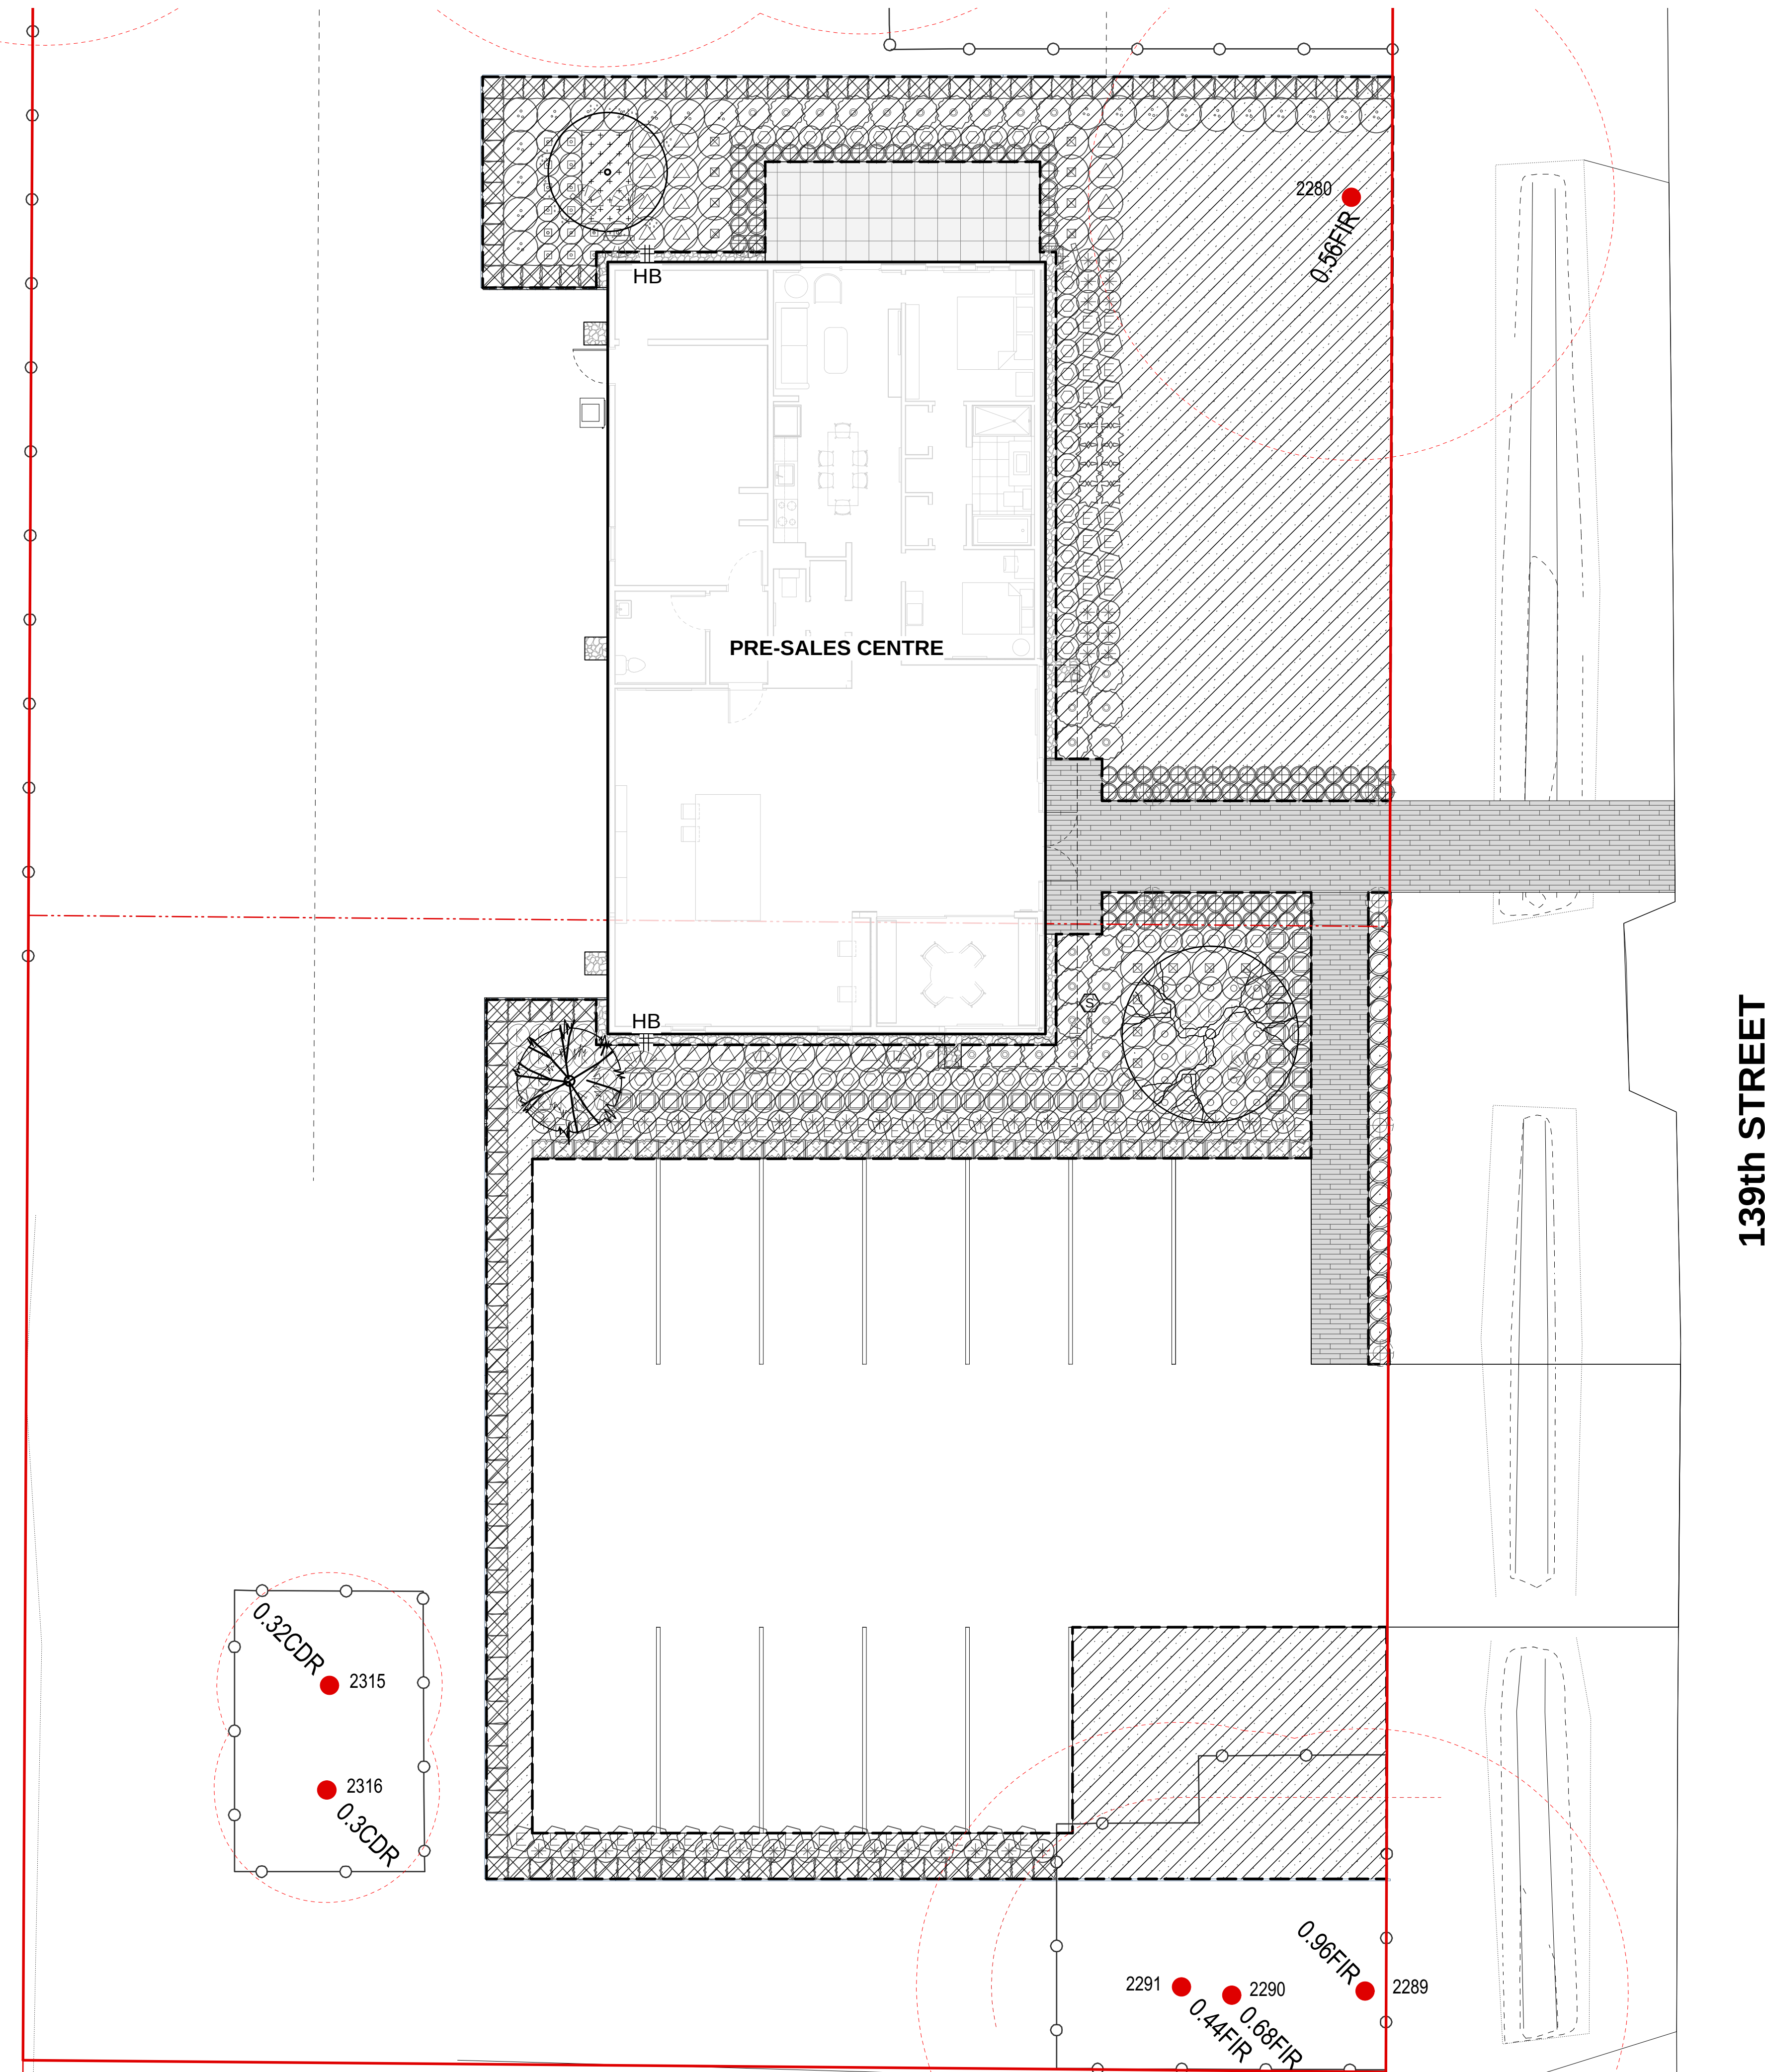 2280
0.56FIR
HB
PRE-SALES CENTRE
S
HB
139th STREET
0.32CDR
2315
2316
0.3CDR
0.96FIR
2291
2290
2289
0.44FIR
0.68FIR